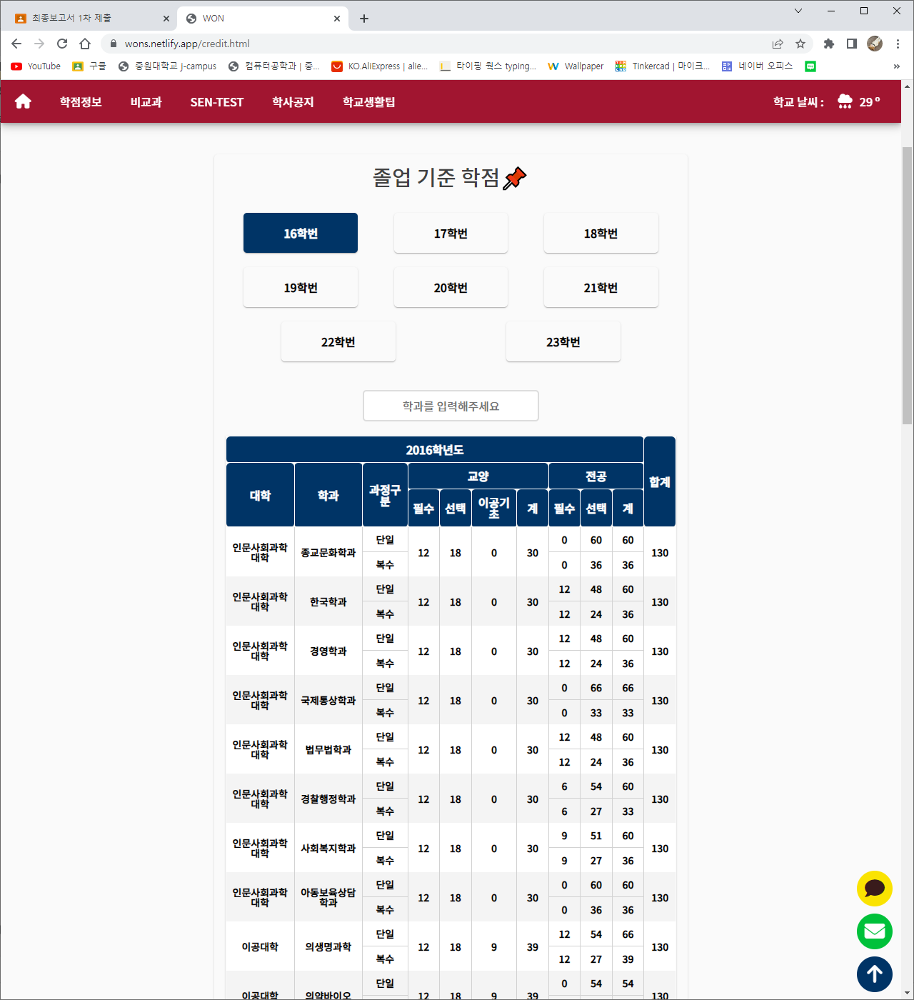 최종보고서 1차 제출
WON
wons.netlify.app/credit.html
YouTube 구클 중원대학교 j-campus 컴퓨터공학과 | 중... KO.AliExpress | alie... 타이핑 웍스 typing... Wallpaper Tinkercad | 마이크... 네이버 오피스 »
학점정보 비교과 SEN-TEST 학사공지 학교생활팁 학교 날씨 : 29 º
졸업 기준 학점
16학번 17학번 18학번
19학번 20학번 21학번
22학번 23학번
학과를 입력해주세요
2016학년도 합계
대학 학과 과정구분 교양 전공
필수 선택 이공기초 계 필수 선택 계
인문사회과학대학 종교문화학과 단일 12 18 0 30 0 60 60 130
복수 0 36 36
인문사회과학대학 한국학과 단일 12 18 0 30 12 48 60 130
복수 12 24 36
인문사회과학대학 경영학과 단일 12 18 0 30 12 48 60 130
복수 12 24 36
인문사회과학대학 국제통상학과 단일 12 18 0 30 0 66 66 130
복수 0 33 33
인문사회과학대학 법무법학과 단일 12 18 0 30 12 48 60 130
복수 12 24 36
인문사회과학대학 경찰행정학과 단일 12 18 0 30 6 54 60 130
복수 6 27 33
인문사회과학대학 사회복지학과 단일 12 18 0 30 9 51 60 130
복수 9 27 36
인문사회과학대학 아동보육상담학과 단일 12 18 0 30 0 60 60 130
복수 0 36 36
이공대학 의생명과학 단일 12 18 9 39 12 54 66 130
복수 12 27 39
이공대학 의약바이오 단일 12 18 9 39 0 54 54 130